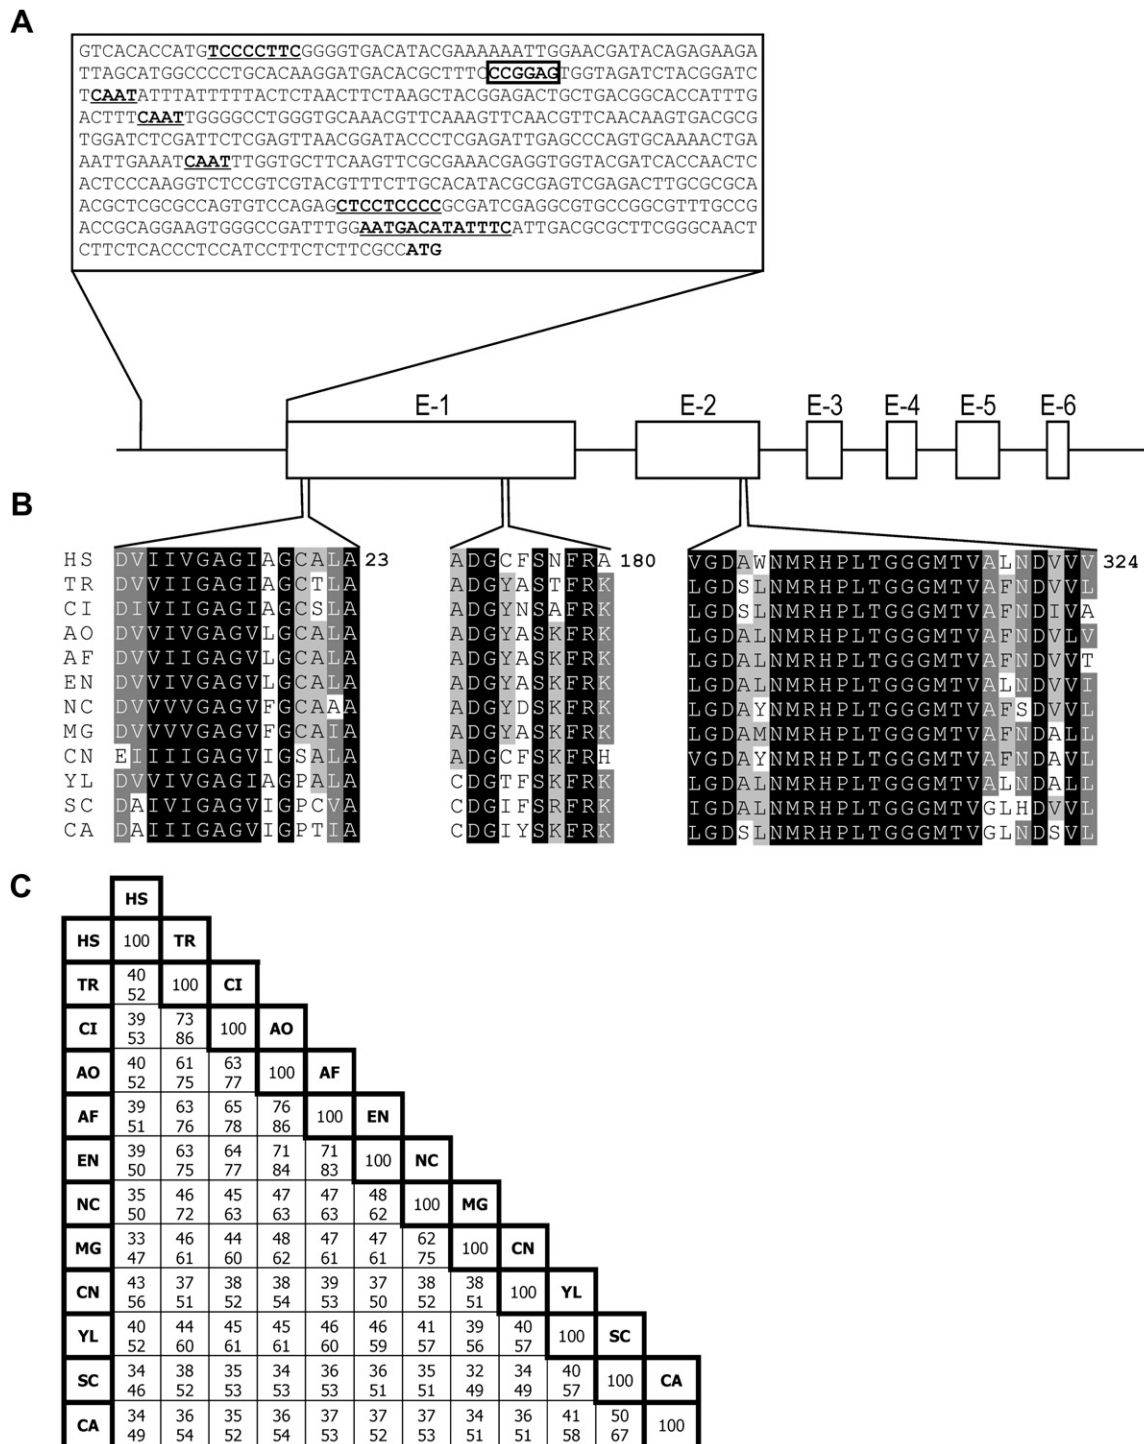 A
GTCACACCATGTCCCCTTCGGGGTGACATACGAAAAAATTGGAACGATACAGAGAAGA
TTAGCATGGCCCCTGCACAAGGATGACACGCTTTCCCGGAGTGGTAGATCTACGGATC
TCAATATTTATTTTTACTCTAACTTCTAAGCTACGGAGACTGCTGACGGCACCATTTG
ACTTTCAATTGGGGCCTGGGTGCAAACGTTCAAAGTTCAACGTTCAACAAGTGACGCG
TGGATCTCGATTCTCGAGTTAACGGATACCCTCGAGATTGAGCCCAGTGCAAAACTGA
AATTGAAATCAATTTGGTGCTTCAAGTTCGCGAAACGAGGTGGTACGATCACCAACTC
ACTCCCAAGGTCTCCGTCGTACGTTTCTTGCACATACGCGAGTCGAGACTTGCGCGCA
ACGCTCGCGCCAGTGTCCAGAGCTCCTCCCCGCGATCGAGGCGTGCCGGCGTTTGCCG
ACCGCAGGAAGTGGGCCGATTTGGAATGACATATTTCATTGACGCGCTTCGGGCAACT
CTTCTCACCCTCCATCCTTCTCTTCGCCATG
E-1 E-2 E-3 E-4 E-5 E-6
B
HS DVIIVGAGIAGCALA 23 ADGCFSNFRA 180 VGDAWNMRHPLTGGGMTVALNDVVV 324
TR DVIIVGAGIAGCTLA ADGYASTFRK LGDSLNMRHPLTGGGMTVAFNDVVL
CI DIVIVGAGIAGCSLA ADGYNSAFRK LGDSLNMRHPLTGGGMTVAFNDIVA
AO DVVIVGAGVLGCALA ADGYASKFRK LGDALNMRHPLTGGGMTVAFNDVLV
AF DVVIIGAGVLGCALA ADGYASKFRK LGDALNMRHPLTGGGMTVAFNDVVT
EN DVVIVGAGVLGCALA ADGYASKFRK LGDALNMRHPLTGGGMTVALNDVVI
NC DVVVVGAGVFGCAAA ADGYDSKFRK LGDAYNMRHPLTGGGMTVAFSDVVL
MG DVVVVGAGVFGCAIA ADGYASKFRK LGDAMNMRHPLTGGGMTVAFNDALL
CN EIIIIGAGVIGSALA ADGCFSKFRH VGDAYNMRHPLTGGGMTVAFNDAVL
YL DVVIVGAGIAGPALA CDGTFSKFRK LGDALNMRHPLTGGGMTVALNDALL
SC DAIVIGAGVIGPCVA CDGIFSRFRK IGDALNMRHPLTGGGMTVGLHDVVL
CA DAIIIGAGVIGPTIA CDGIYSKFRK LGDSLNMRHPLTGGGMTVGLNDSVL
C
HS
HS 100 TR
TR 40 100 CI
52
CI 39 73 100 AO
53 86
AO 40 61 63 100 AF
52 75 77
AF 39 63 65 76 100 EN
51 76 78 86
EN 39 63 64 71 71 100 NC
50 75 77 84 83
NC 35 46 45 47 47 48 100 MG
50 72 63 63 63 62
MG 33 46 44 48 47 47 62 100 CN
47 61 60 62 61 61 75
CN 43 37 38 38 39 37 38 38 100 YL
56 51 52 54 53 50 52 51
YL 40 44 45 45 46 46 41 39 40 100 SC
52 60 61 61 60 59 57 56 57
SC 34 38 35 34 36 36 35 32 34 40 100 CA
46 52 53 53 53 51 51 49 49 57
CA 34 36 35 36 37 37 37 34 36 41 50 100
49 54 52 54 53 52 53 51 51 58 67